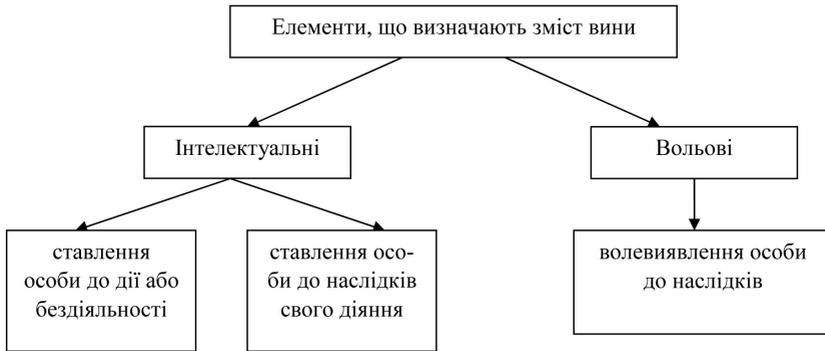 Елементи, що визначають зміст вини
Інтелектуальні
Вольові
ставлення
особи до дії або
бездіяльності
ставлення осо-
би до наслідків
свого діяння
волевиявлення особи
до наслідків